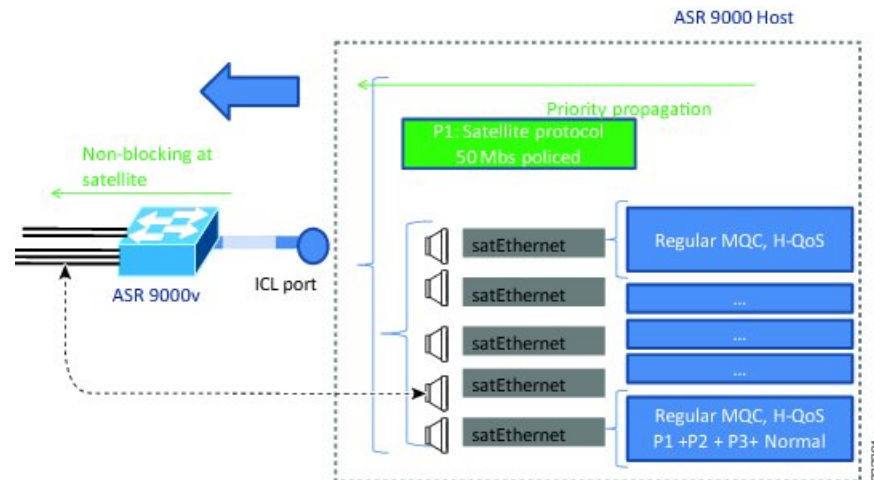 ASR 9000 Host
Priority propagation
P1: Satellite protocol
50 Mbs policed
Non-blocking at
satellite
ASR 9000v
ICL port
satEthernet
Regular MQC, H-QoS
satEthernet
...
satEthernet
...
satEthernet
...
satEthernet
Regular MQC, H-QoS
P1 +P2 + P3+ Normal